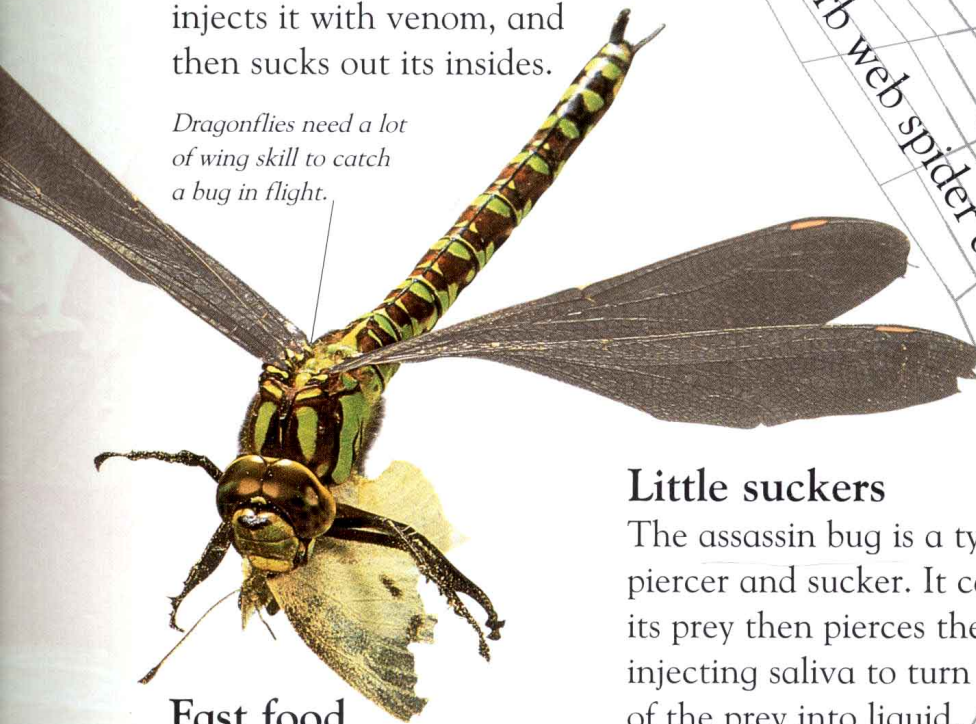 injects it with venom, and
then sucks out its insides.
Dragonflies need a lot
of wing skill to catch
a bug in flight.
web spider
Little suckers
The assassin bug is a
piercer and sucker. It
its prey then pierces
injecting saliva to turn
of the prey into liquid.
Fast food